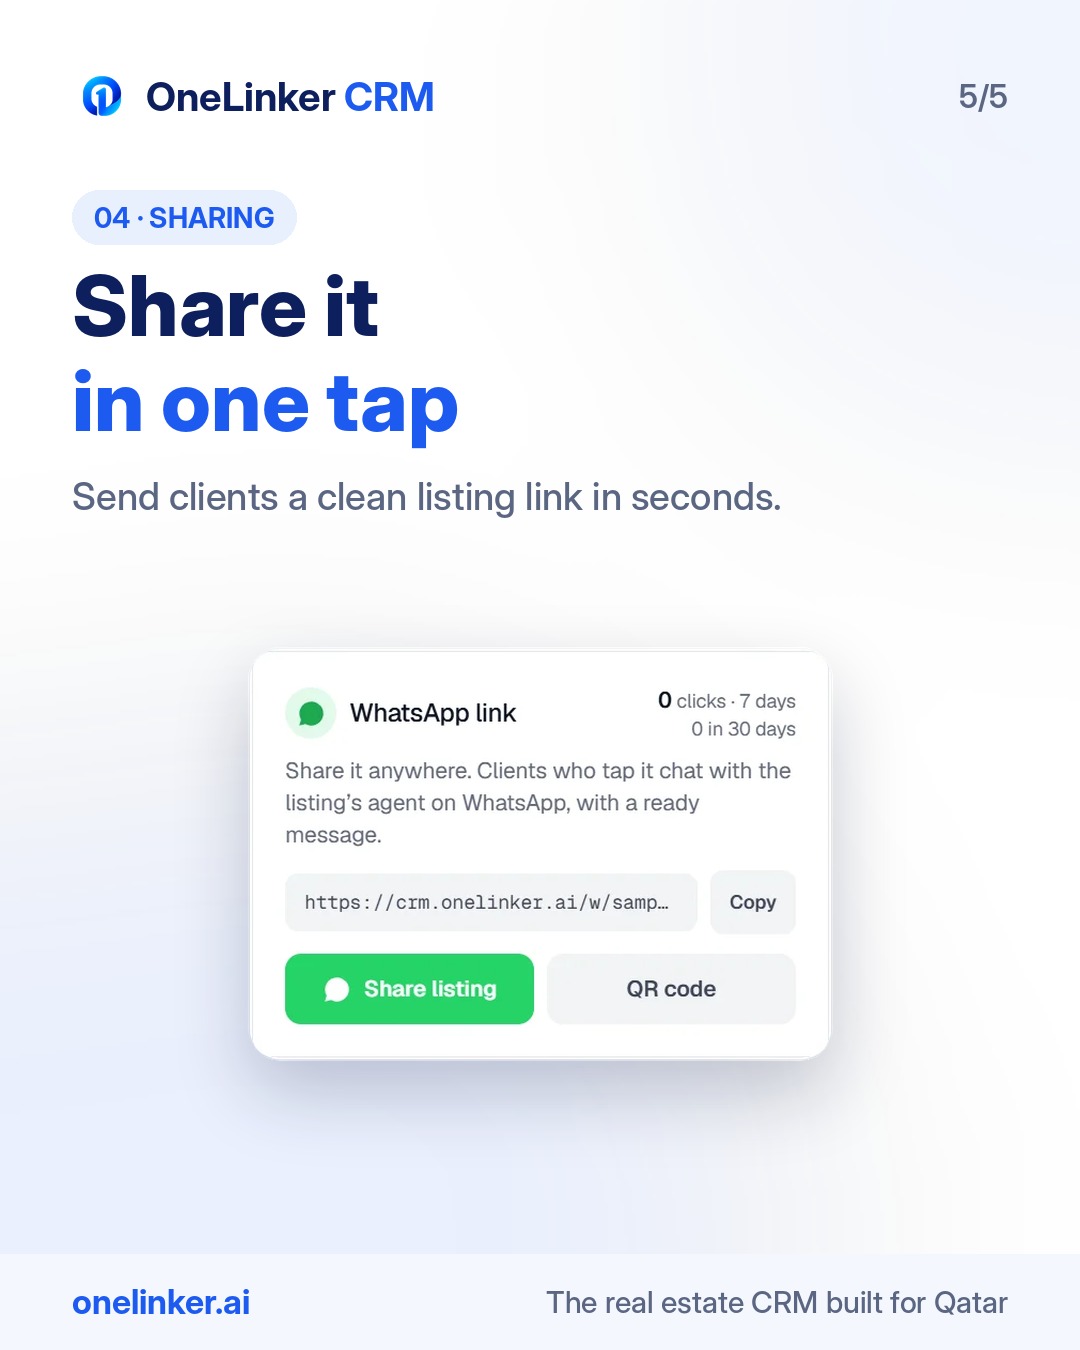 OneLinker CRM
5/5
04 · SHARING
Share it
in one tap
Send clients a clean listing link in seconds.
WhatsApp link
0 clicks · 7 days
0 in 30 days
Share it anywhere. Clients who tap it chat with the
listing’s agent on WhatsApp, with a ready
message.
https://crm.onelinker.ai/w/samp…
Copy
Share listing
QR code
onelinker.ai
The real estate CRM built for Qatar